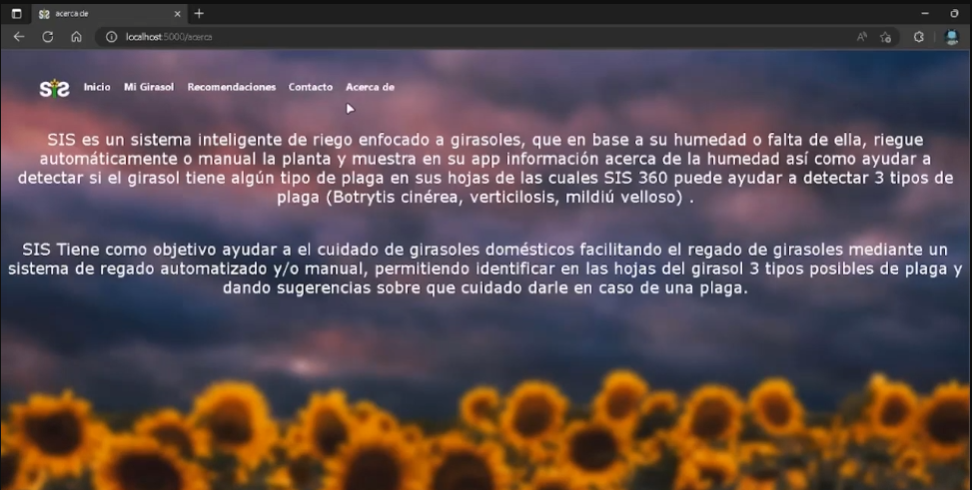 SIS acerca de
localhost:5000/acerca
SIS Inicio Mi Girasol Recomendaciones Contacto Acerca de
SIS es un sistema inteligente de riego enfocado a girasoles, que en base a su humedad o falta de ella, riegue
automáticamente o manual la planta y muestra en su app información acerca de la humedad así como ayudar a
detectar si el girasol tiene algún tipo de plaga en sus hojas de las cuales SIS 360 puede ayudar a detectar 3 tipos de
plaga (Botrytis cinérea, verticilosis, mildiú velloso) .
SIS Tiene como objetivo ayudar a el cuidado de girasoles domésticos facilitando el regado de girasoles mediante un
sistema de regado automatizado y/o manual, permitiendo identificar en las hojas del girasol 3 tipos posibles de plaga y
dando sugerencias sobre que cuidado darle en caso de una plaga.